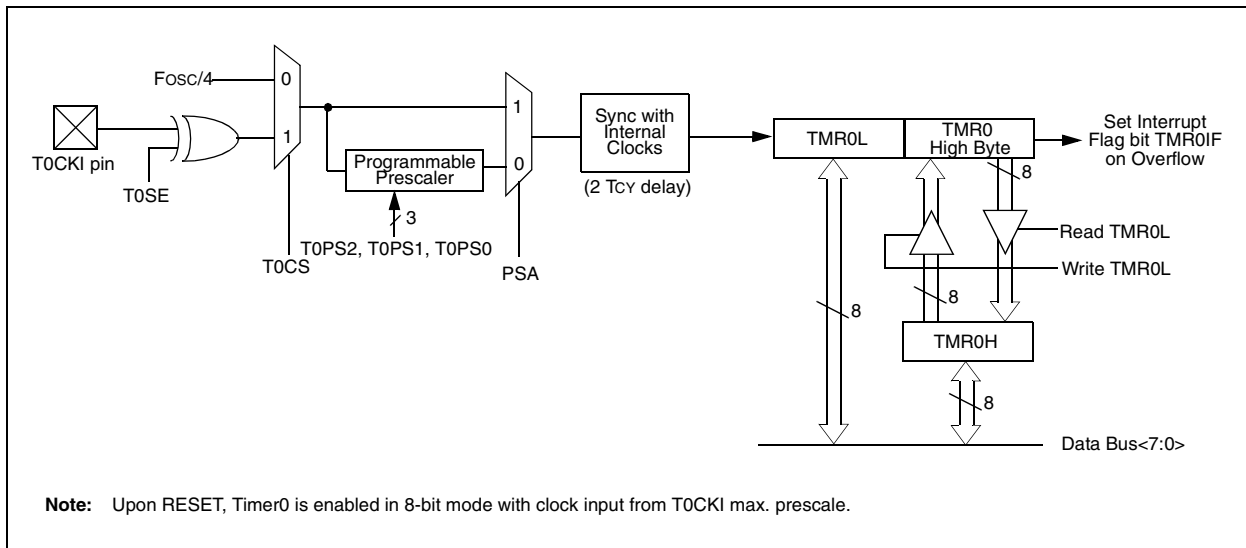 FOSC/4
0
1
T0CKI pin
T0SE
T0CS
Programmable
Prescaler
3
T0PS2, T0PS1, T0PS0
1
0
PSA
Sync with
Internal
Clocks
(2 TCY delay)
TMR0L
TMR0
High Byte
Set Interrupt
Flag bit TMR0IF
on Overflow
8
Read TMR0L
Write TMR0L
8
8
TMR0H
8
Data Bus<7:0>
Note: Upon RESET, Timer0 is enabled in 8-bit mode with clock input from T0CKI max. prescale.